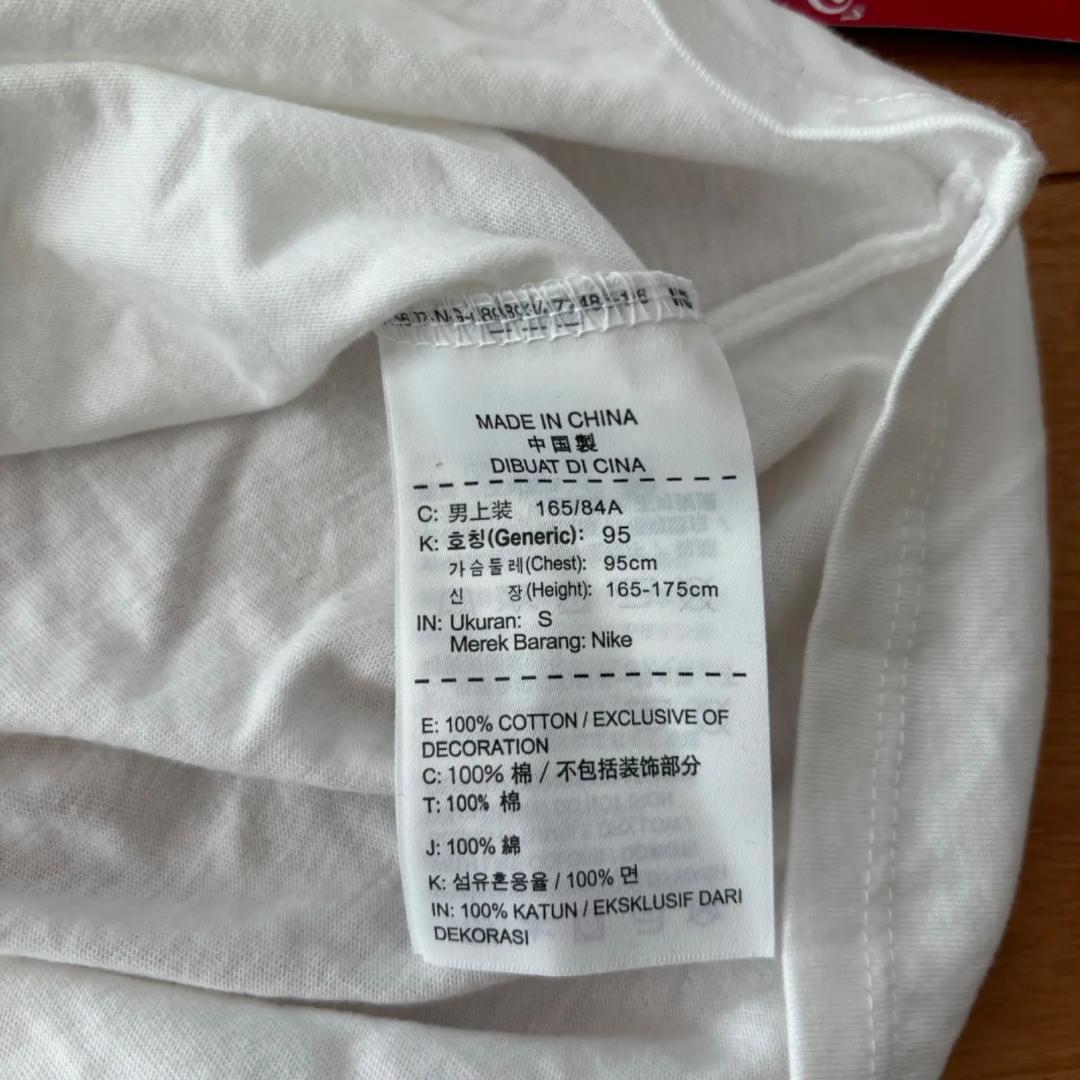 MADE IN CHINA
中国製
DIBUAT DI CINA
C: 男上装 165/84A
K: 호칭(Generic): 95
가슴둘레(Chest): 95cm
신 장(Height): 165-175cm
IN: Ukuran: S
Merek Barang: Nike
E: 100% COTTON / EXCLUSIVE OF
DECORATION
C: 100% 棉 / 不包括装饰部分
T: 100% 棉
J: 100% 綿
K: 섬유혼용율 / 100% 면
IN: 100% KATUN / EKSKLUSIF DARI
DEKORASI